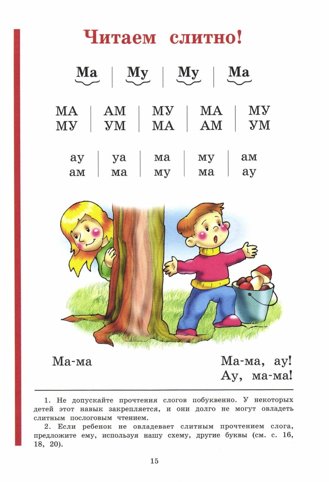 Читаем слитно!
Ма Му Му Ма
МА АМ МУ МА МУ
МУ УМ МА АМ УМ
ау уа ма му ам
ам ма му ма ау
Ма-ма
Ма-ма, ау!
Ау, ма-ма!
1. Не допускайте прочтения слогов побуквенно. У некоторых
детей этот навык закрепляется, и они долго не могут овладеть
слитным послоговым чтением.
2. Если ребенок не овладевает слитным прочтением слога,
предложите ему, используя нашу схему, другие буквы (см. с. 16,
18, 20).
15